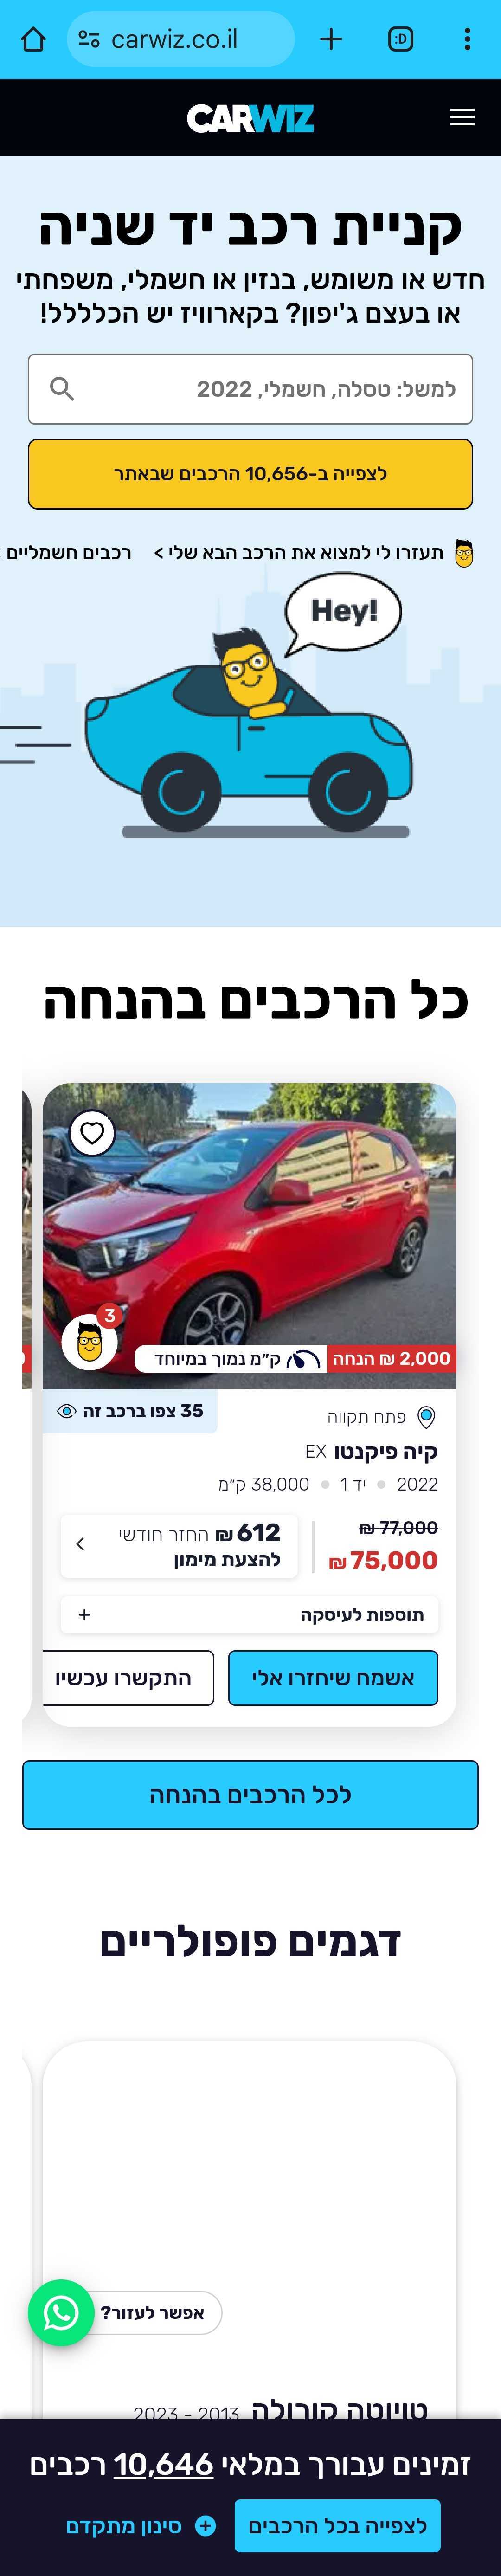 carwiz.co.il
:D
CARWIZ
קניית רכב יד שניה
חדש או משומש, בנזין או חשמלי, משפחתי
או בעצם ג'יפון? בקארוויז יש הכלללל!
למשל: טסלה, חשמלי, 2022
לצפייה ב-10,656 הרכבים שבאתר
תעזרו לי למצוא את הרכב הבא שלי > רכבים חשמליים
Hey!
כל הרכבים בהנחה
3
2,000 ₪ הנחה
ק״מ נמוך במיוחד
35 צפו ברכב זה
פתח תקווה
קיה פיקנטו EX
2022 • יד 1 • 38,000 ק״מ
77,000 ₪
75,000 ₪
612 ₪ החזר חודשי
להצעת מימון
תוספות לעיסקה
אשמח שיחזרו אלי
התקשרו עכשיו
לכל הרכבים בהנחה
דגמים פופולריים
אפשר לעזור?
טויוטה קורולה 2013 - 2023
זמינים עבורך במלאי 10,646 רכבים
לצפייה בכל הרכבים
סינון מתקדם